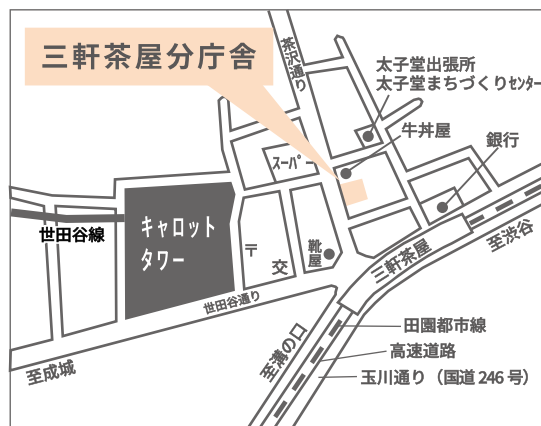 三軒茶屋分庁舎
茶沢通り
太子堂出張所
太子堂まちづくりセンター
牛丼屋
銀行
スーパー
世田谷線
キャロット
タワー
〒
交
靴屋
三軒茶屋
至渋谷
世田谷通り
至成城
至溝の口
田園都市線
高速道路
玉川通り（国道246号）